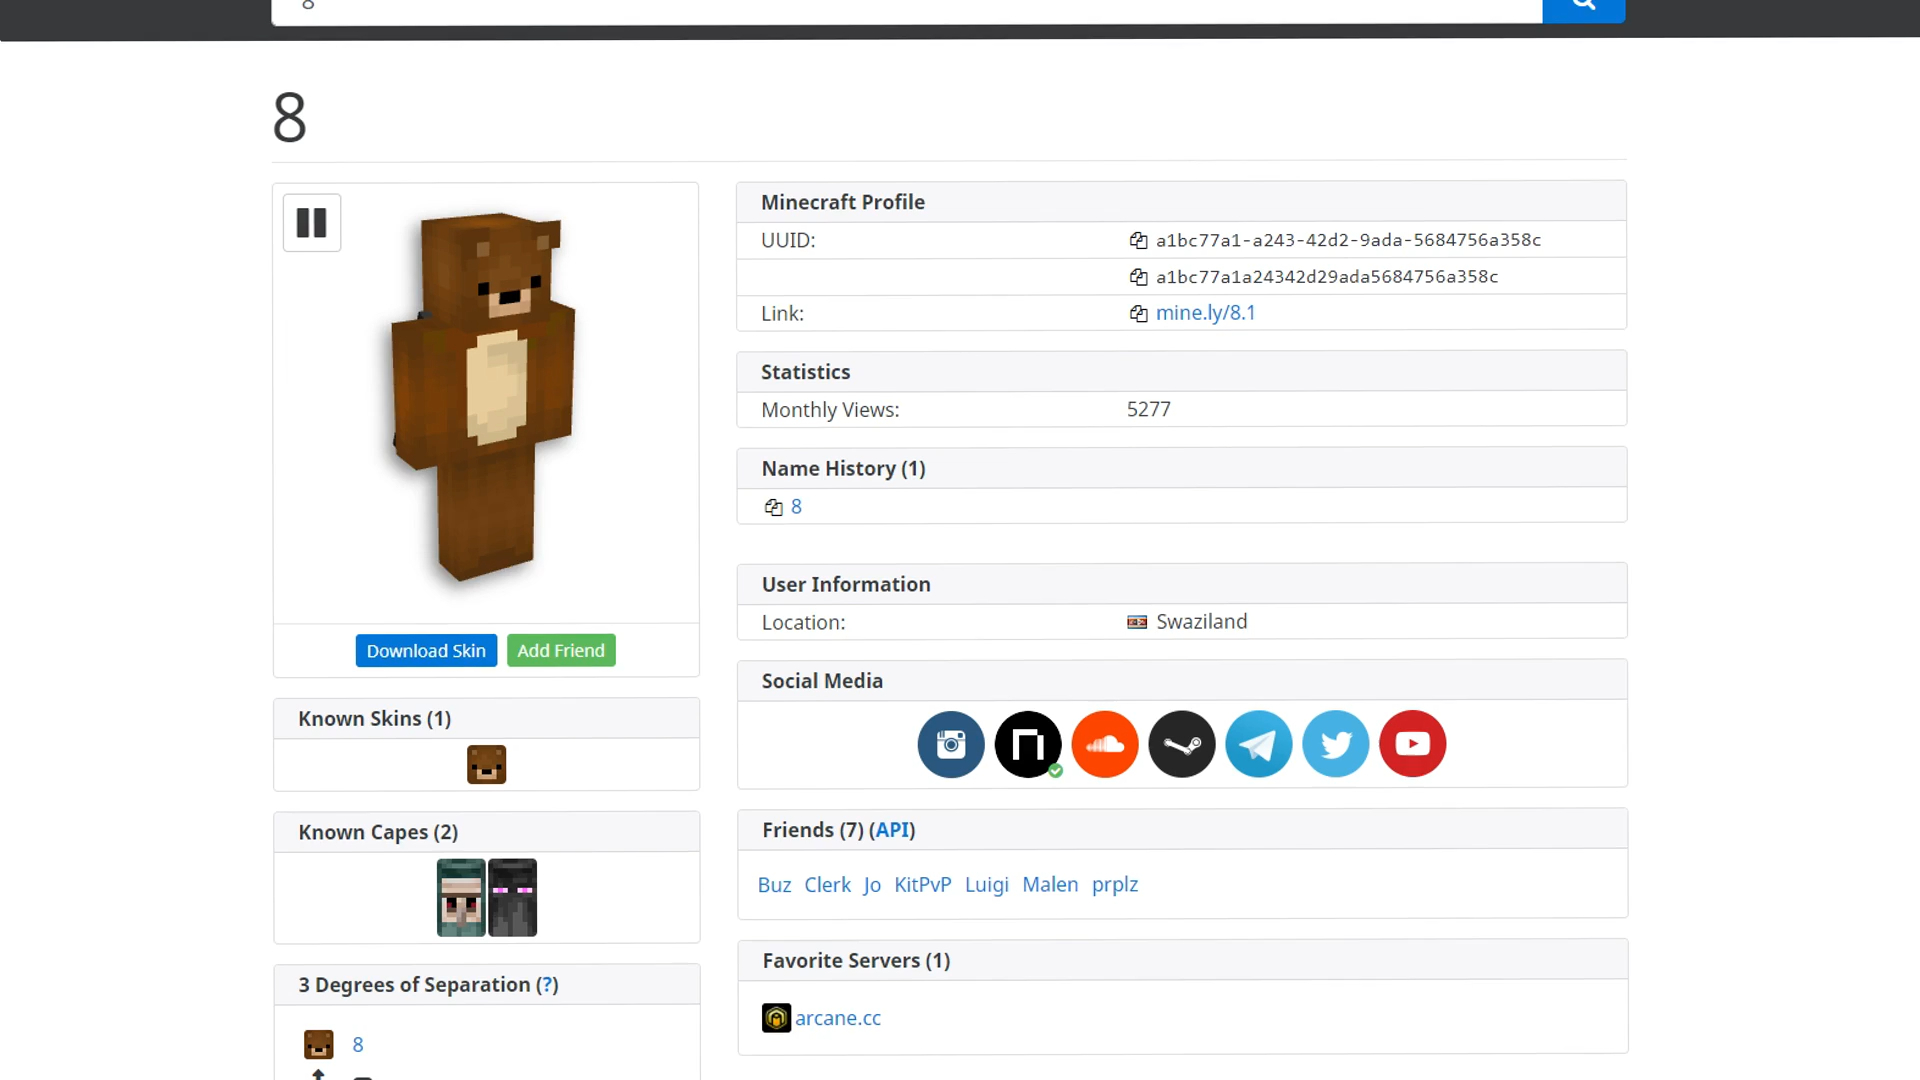 8
8
Minecraft Profile
UUID:
a1bc77a1-a243-42d2-9ada-5684756a358c
a1bc77a1a24342d29ada5684756a358c
Link:
mine.ly/8.1
Statistics
Monthly Views:
5277
Name History (1)
8
User Information
Location:
Swaziland
Social Media
Friends (7) (API)
Buz Clerk Jo KitPvP Luigi Malen prplz
Favorite Servers (1)
arcane.cc
Download Skin Add Friend
Known Skins (1)
Known Capes (2)
3 Degrees of Separation (?)
8